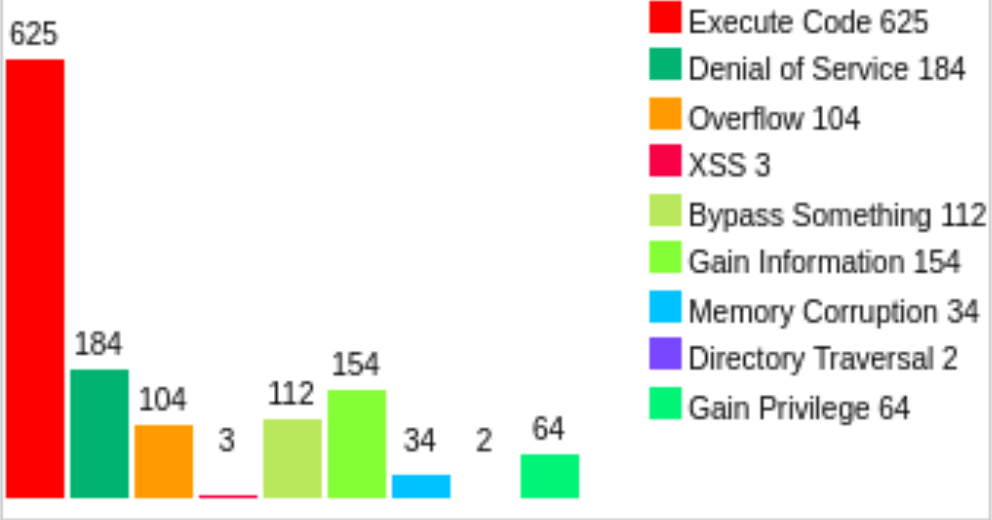 625
184
104
3
112
154
34
2
64
Execute Code 625
Denial of Service 184
Overflow 104
XSS 3
Bypass Something 112
Gain Information 154
Memory Corruption 34
Directory Traversal 2
Gain Privilege 64